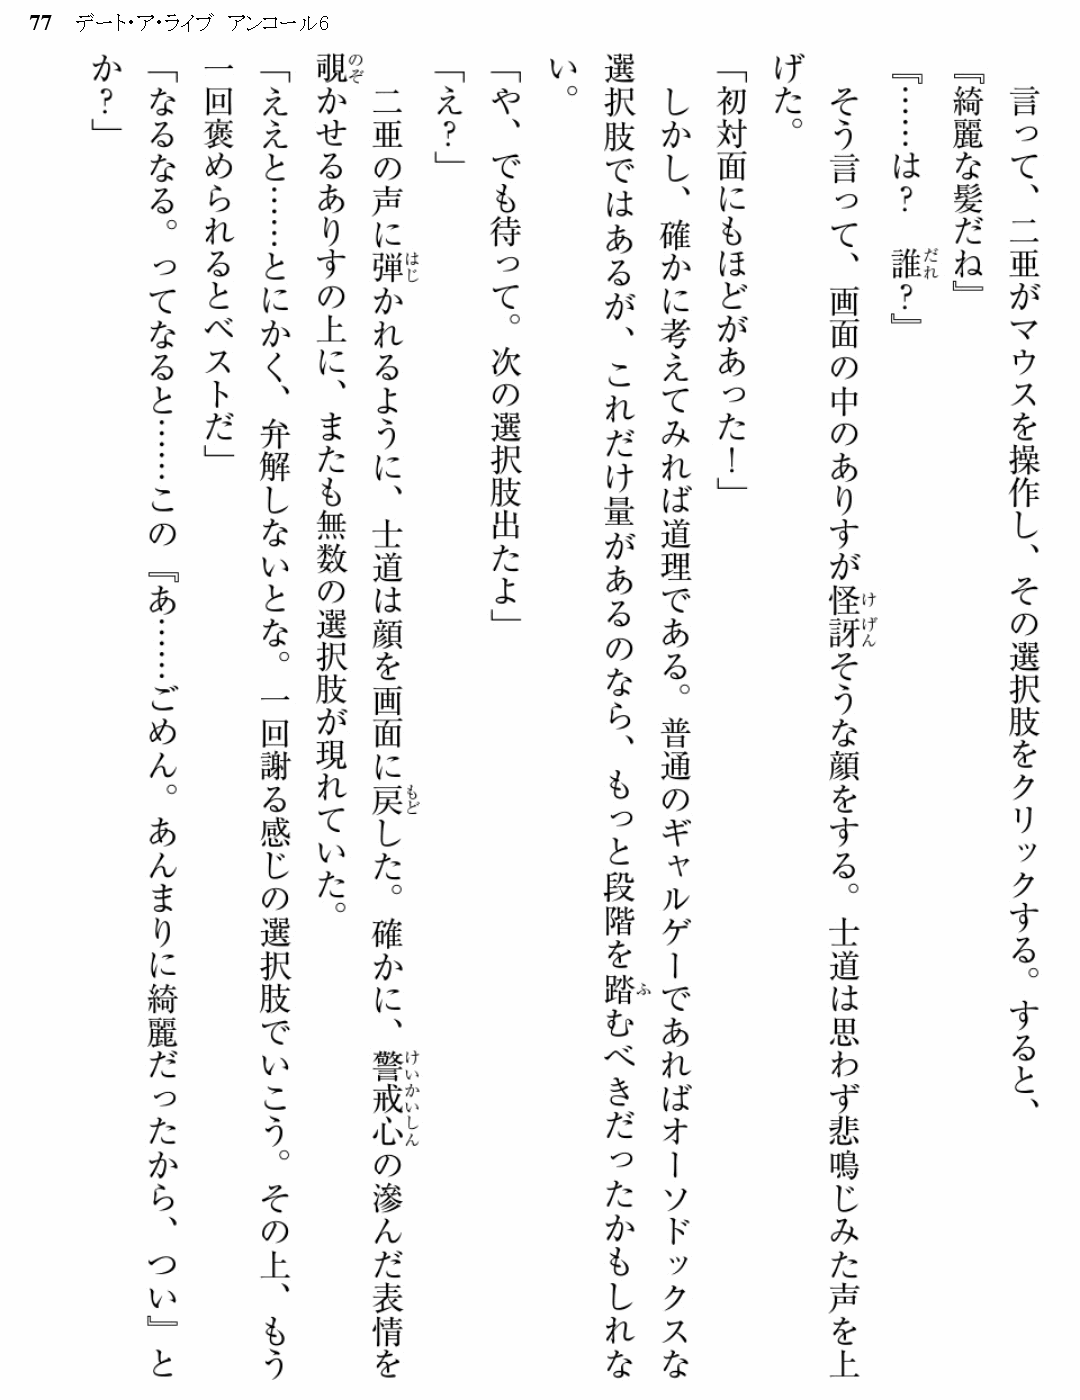 77 デート・ア・ライブ アンコール6
言って、二亜がマウスを操作し、その選択肢をクリックする。すると、
『綺麗な髪だね』
『……は？　誰？』
そう言って、画面の中のありすが怪訝そうな顔をする。士道は思わず悲鳴じみた声を上
げた。
「初対面にもほどがあった！」
しかし、確かに考えてみれば道理である。普通のギャルゲーであればオーソドックスな
選択肢ではあるが、これだけ量があるのなら、もっと段階を踏むべきだったかもしれな
い。
「や、でも待って。次の選択肢出たよ」
「え？」
二亜の声に弾かれるように、士道は顔を画面に戻した。確かに、警戒心の滲んだ表情を
覗かせるありすの上に、またも無数の選択肢が現れていた。
「ええと……とにかく、弁解しないとな。一回謝る感じの選択肢でいこう。その上、もう
一回褒められるとベストだ」
「なるなる。ってなると……この『あ……ごめん。あんまりに綺麗だったから、つい』と
か？」